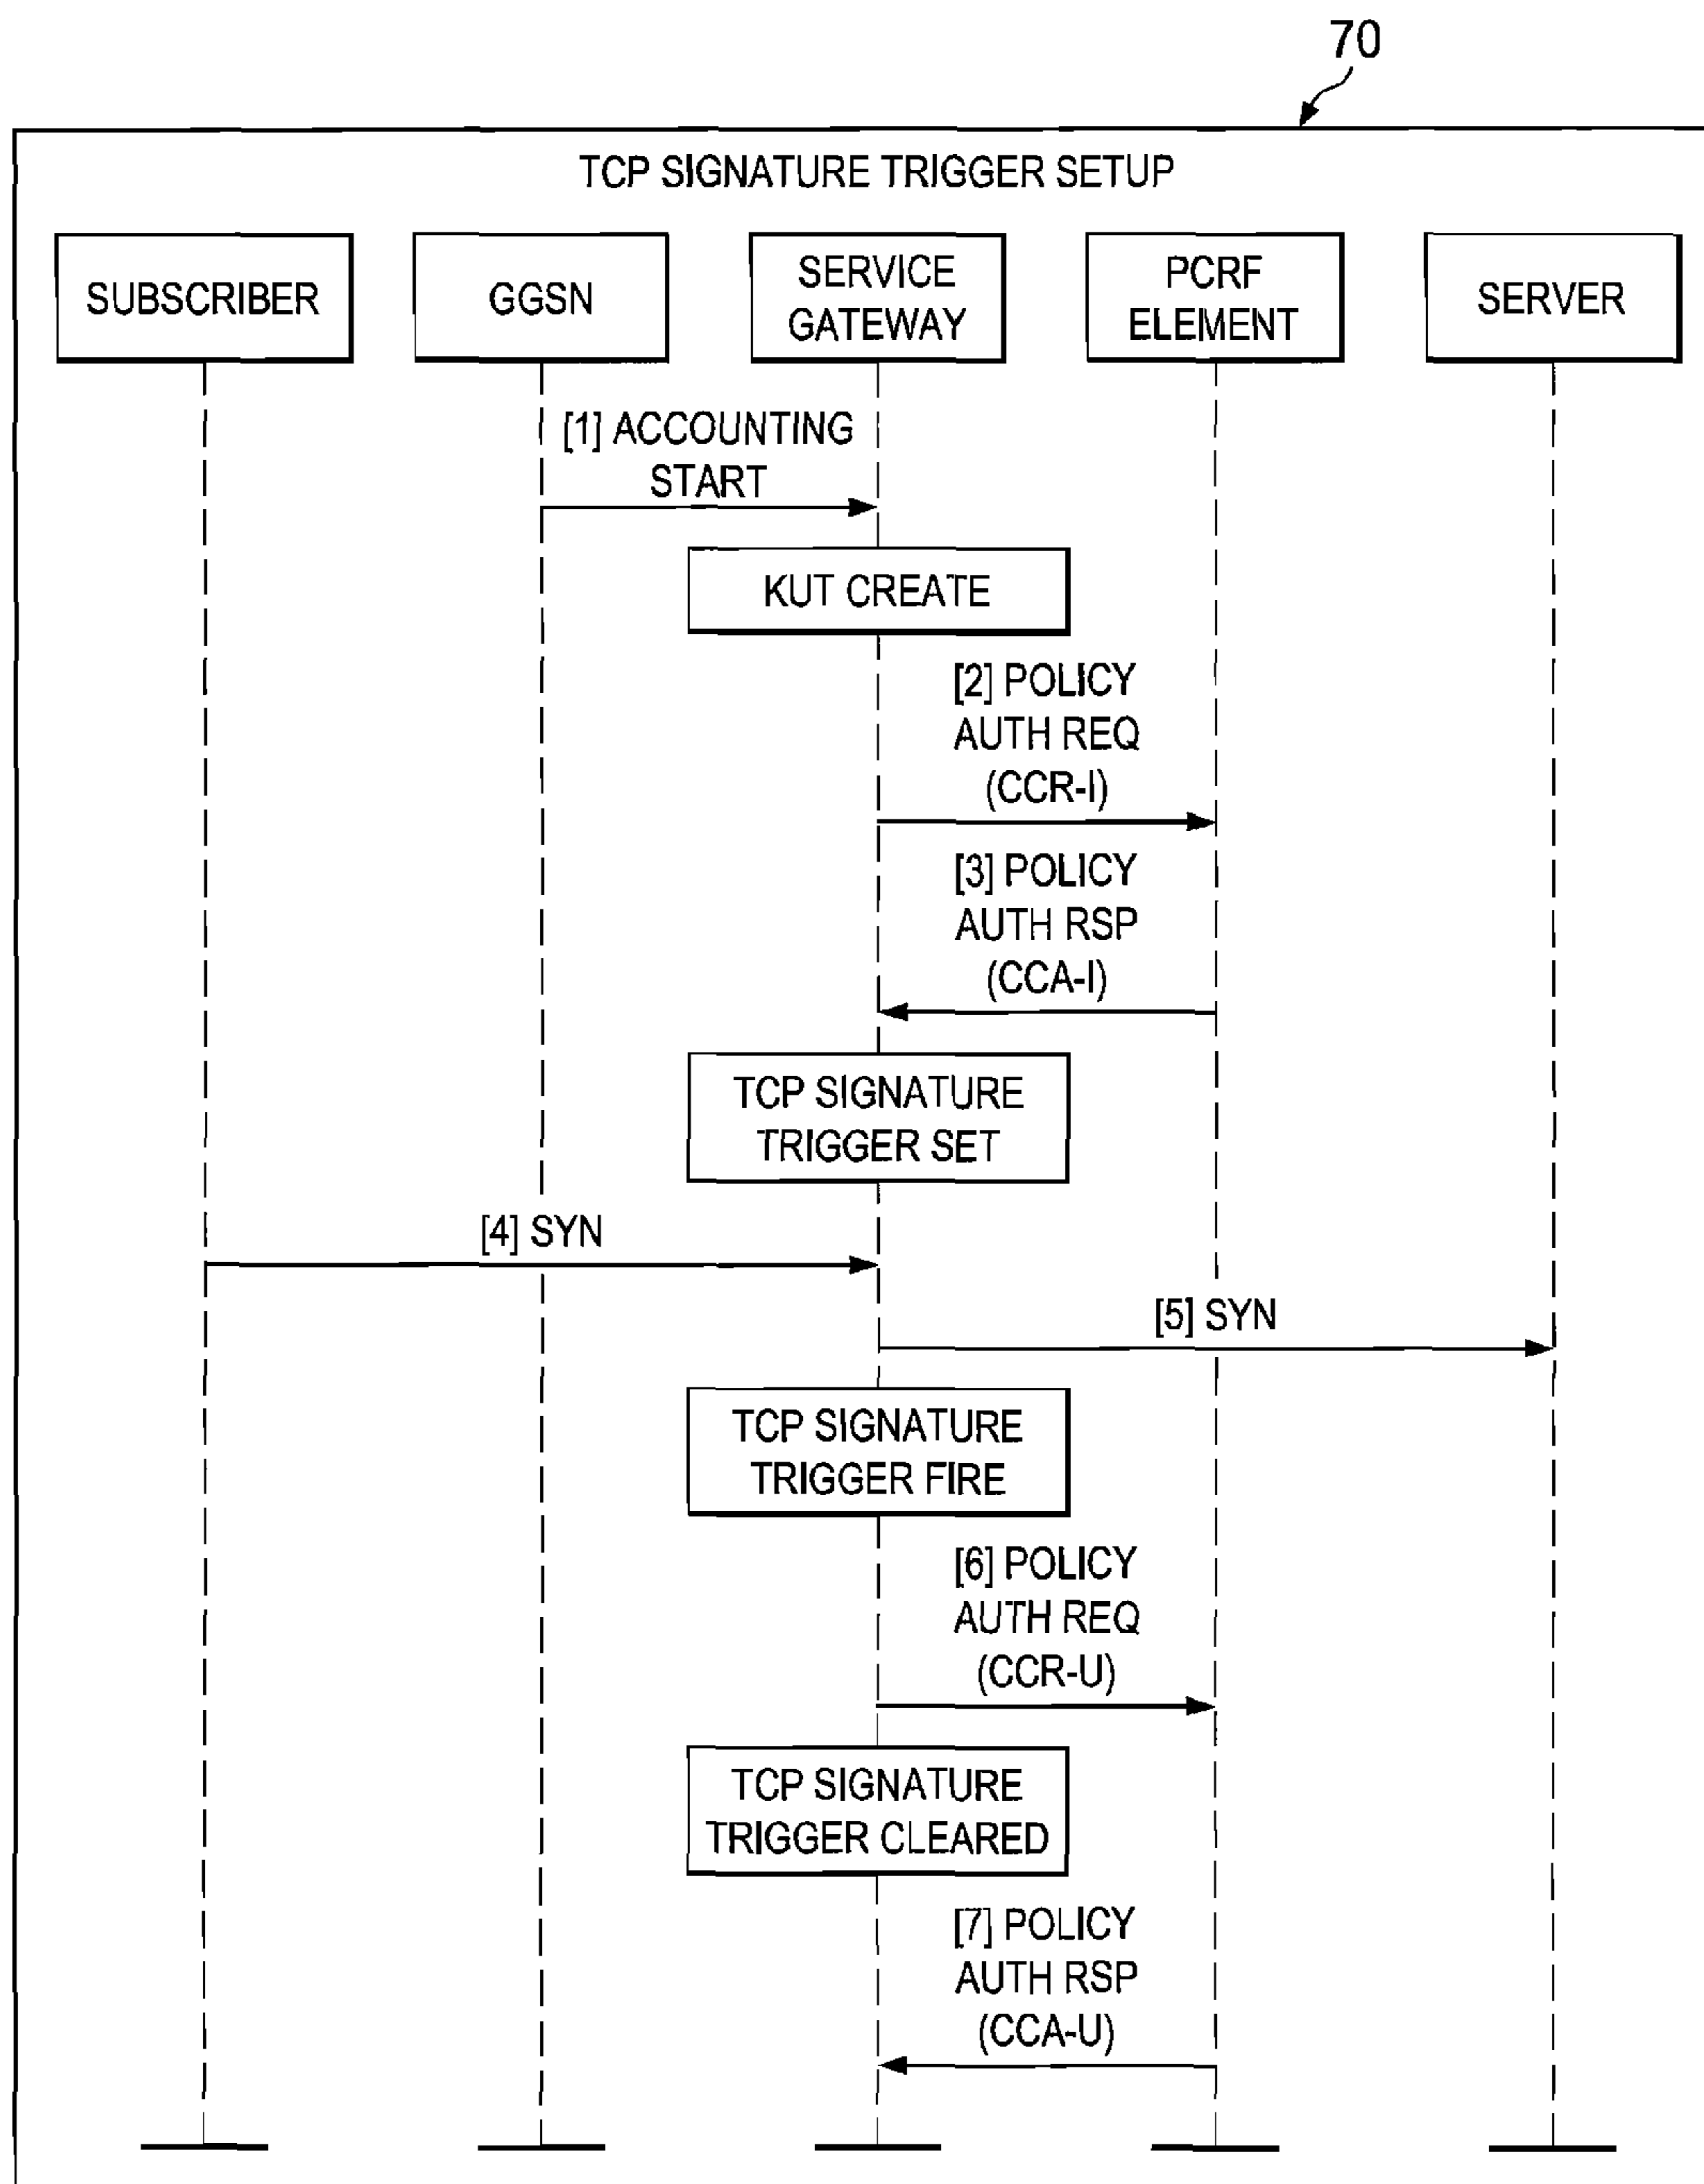 70
TCP SIGNATURE TRIGGER SETUP
SUBSCRIBER
GGSN
SERVICE
GATEWAY
PCRF
ELEMENT
SERVER
[1] ACCOUNTING
START
KUT CREATE
[2] POLICY
AUTH REQ
(CCR-I)
[3] POLICY
AUTH RSP
(CCA-I)
TCP SIGNATURE
TRIGGER SET
[4] SYN
[5] SYN
TCP SIGNATURE
TRIGGER FIRE
[6] POLICY
AUTH REQ
(CCR-U)
TCP SIGNATURE
TRIGGER CLEARED
[7] POLICY
AUTH RSP
(CCA-U)